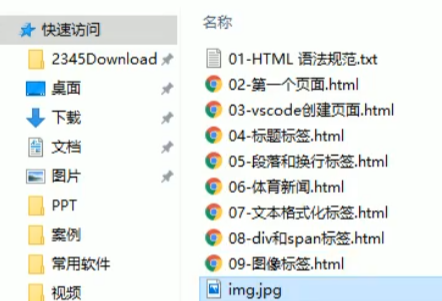 快速访问
2345Download
桌面
下载
文档
图片
PPT
案例
常用软件
视频
名称
01-HTML 语法规范.txt
02-第一个页面.html
03-vscode创建页面.html
04-标题标签.html
05-段落和换行标签.html
06-体育新闻.html
07-文本格式化标签.html
08-div和span标签.html
09-图像标签.html
img.jpg